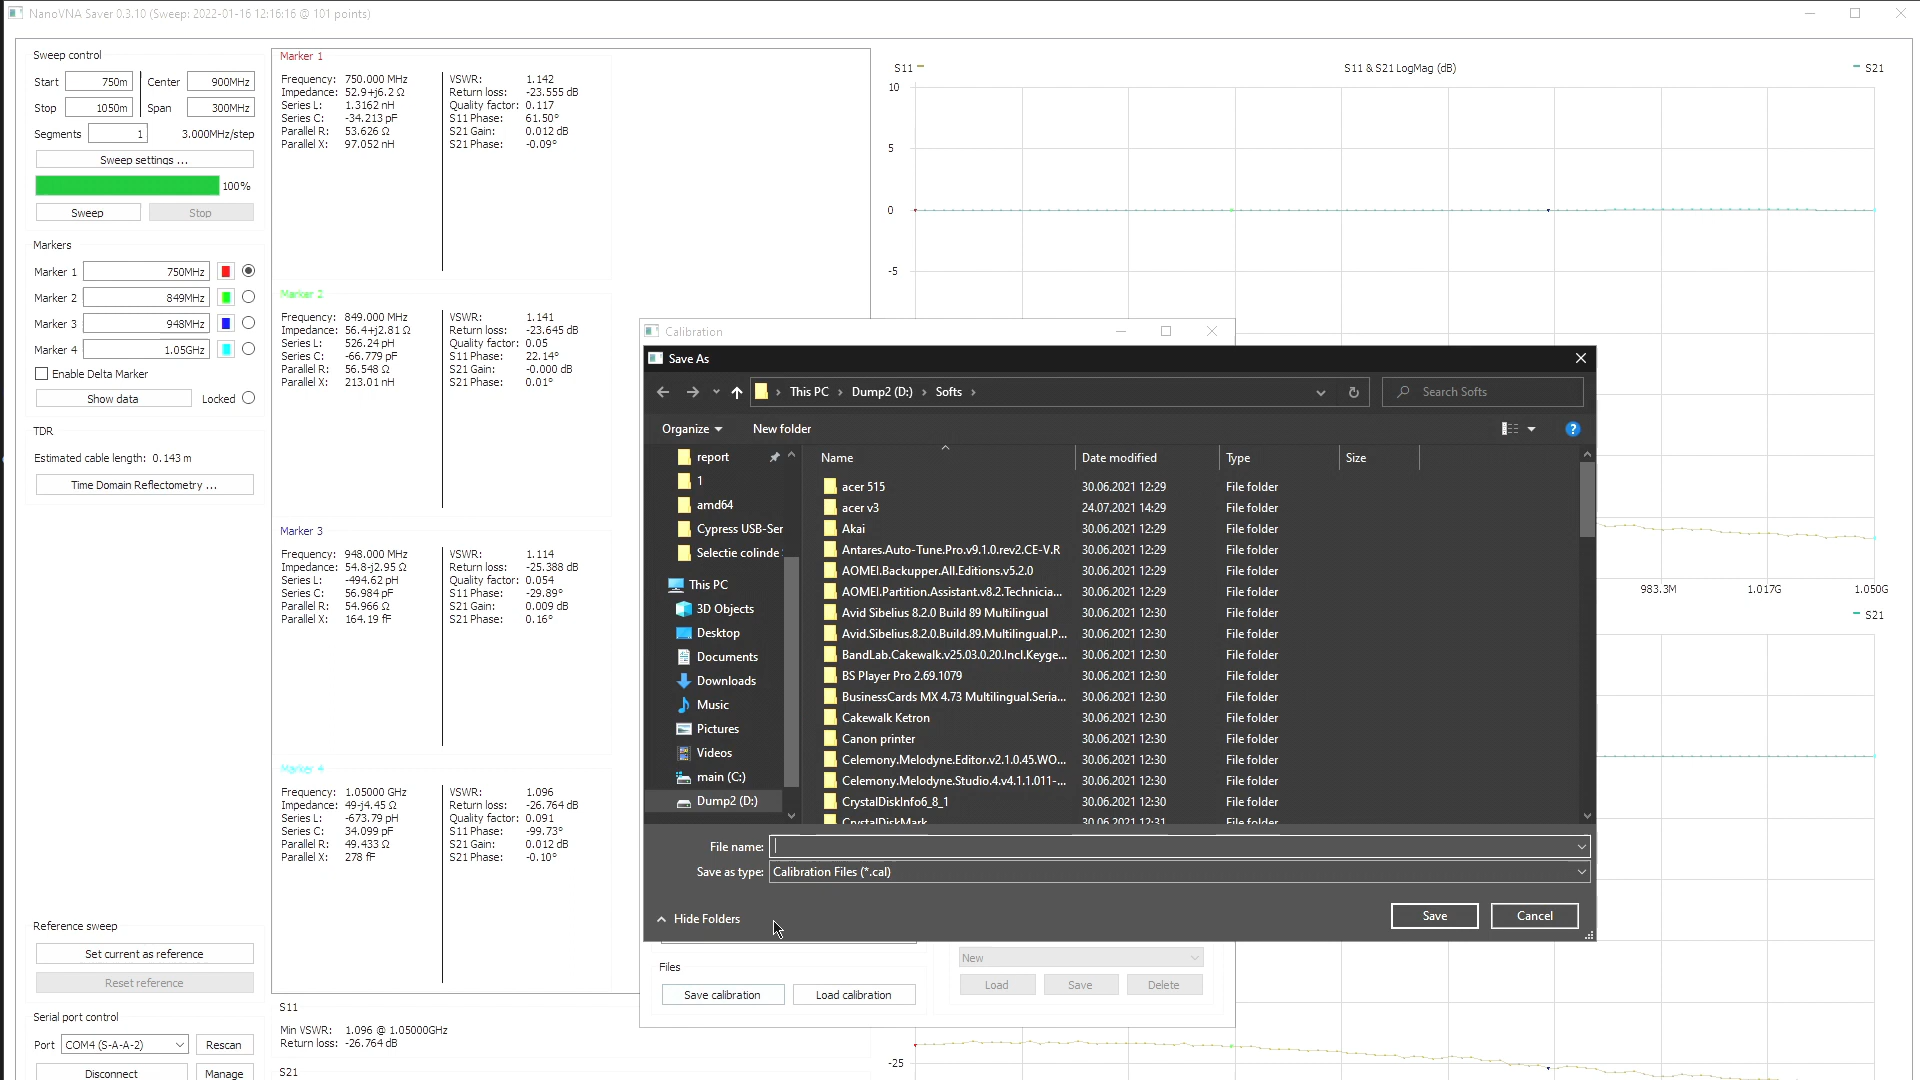 NanoVNA Saver 0.3.10 (Sweep: 2022-01-16 12:16:16 @ 101 points)
Sweep control
Start 750m Center 900MHz
Stop 1050m Span 300MHz
Segments 1 3.000MHz/step
Sweep settings ...
100%
Sweep Stop
Markers
Marker 1 750MHz
Marker 2 849MHz
Marker 3 948MHz
Marker 4 1.05GHz
Enable Delta Marker
Show data Locked
TDR
Estimated cable length: 0.143 m
Time Domain Reflectometry ...
Reference sweep
Set current as reference
Reset reference
Serial port control
Port COM4 (S-A-A-2) Rescan
Disconnect Manage
Marker 1
Frequency: 750.000 MHz VSWR: 1.142
Impedance: 52.9+j6.2 Ω Return loss: -23.555 dB
Series L: 1.3162 nH Quality factor: 0.117
Series C: -34.213 pF S11 Phase: 61.50°
Parallel R: 53.626 Ω S21 Gain: 0.012 dB
Parallel X: 97.052 nH S21 Phase: -0.09°
Marker 2
Frequency: 849.000 MHz VSWR: 1.141
Impedance: 56.4+j2.81 Ω Return loss: -23.645 dB
Series L: 526.24 pH Quality factor: 0.05
Series C: -66.779 pF S11 Phase: 22.14°
Parallel R: 56.548 Ω S21 Gain: -0.000 dB
Parallel X: 213.01 nH S21 Phase: 0.01°
Marker 3
Frequency: 948.000 MHz VSWR: 1.114
Impedance: 54.8-j2.95 Ω Return loss: -25.388 dB
Series L: -494.62 pH Quality factor: 0.054
Series C: 56.984 pF S11 Phase: -29.89°
Parallel R: 54.966 Ω S21 Gain: 0.009 dB
Parallel X: 164.19 fF S21 Phase: 0.16°
Marker 4
Frequency: 1.05000 GHz VSWR: 1.096
Impedance: 49-j4.45 Ω Return loss: -26.764 dB
Series L: -673.79 pH Quality factor: 0.091
Series C: 34.099 pF S11 Phase: -99.73°
Parallel R: 49.433 Ω S21 Gain: 0.012 dB
Parallel X: 278 fF S21 Phase: -0.10°
S11
Min VSWR: 1.096 @ 1.05000GHz
Return loss: -26.764 dB
S21
S11 S11 & S21 LogMag (dB) S21
10
5
0
-5
983.3M 1.017G 1.050G
S21
-25
Calibration
Save As
This PC › Dump2 (D:) › Softs ›
Search Softs
Organize New folder
?
report
1
amd64
Cypress USB-Ser
Selectie colinde
This PC
3D Objects
Desktop
Documents
Downloads
Music
Pictures
Videos
main (C:)
Dump2 (D:)
Name Date modified Type Size
acer 515 30.06.2021 12:29 File folder
acer v3 24.07.2021 14:29 File folder
Akai 30.06.2021 12:29 File folder
Antares.Auto-Tune.Pro.v9.1.0.rev2.CE-V.R 30.06.2021 12:29 File folder
AOMEI.Backupper.All.Editions.v5.2.0 30.06.2021 12:29 File folder
AOMEI.Partition.Assistant.v8.2.Technicia... 30.06.2021 12:29 File folder
Avid Sibelius 8.2.0 Build 89 Multilingual 30.06.2021 12:30 File folder
Avid.Sibelius.8.2.0.Build.89.Multilingual.P... 30.06.2021 12:30 File folder
BandLab.Cakewalk.v25.03.0.20.Incl.Keyge... 30.06.2021 12:30 File folder
BS Player Pro 2.69.1079 30.06.2021 12:30 File folder
BusinessCards MX 4.73 Multilingual.Seria... 30.06.2021 12:30 File folder
Cakewalk Ketron 30.06.2021 12:30 File folder
Canon printer 30.06.2021 12:30 File folder
Celemony.Melodyne.Editor.v2.1.0.45.WO... 30.06.2021 12:30 File folder
Celemony.Melodyne.Studio.4.v4.1.1.011-... 30.06.2021 12:30 File folder
CrystalDiskInfo6_8_1 30.06.2021 12:30 File folder
CrystalDiskMark 30.06.2021 12:31 File folder
File name:
Save as type: Calibration Files (*.cal)
Hide Folders
Save Cancel
Files
Save calibration Load calibration
New
Load Save Delete